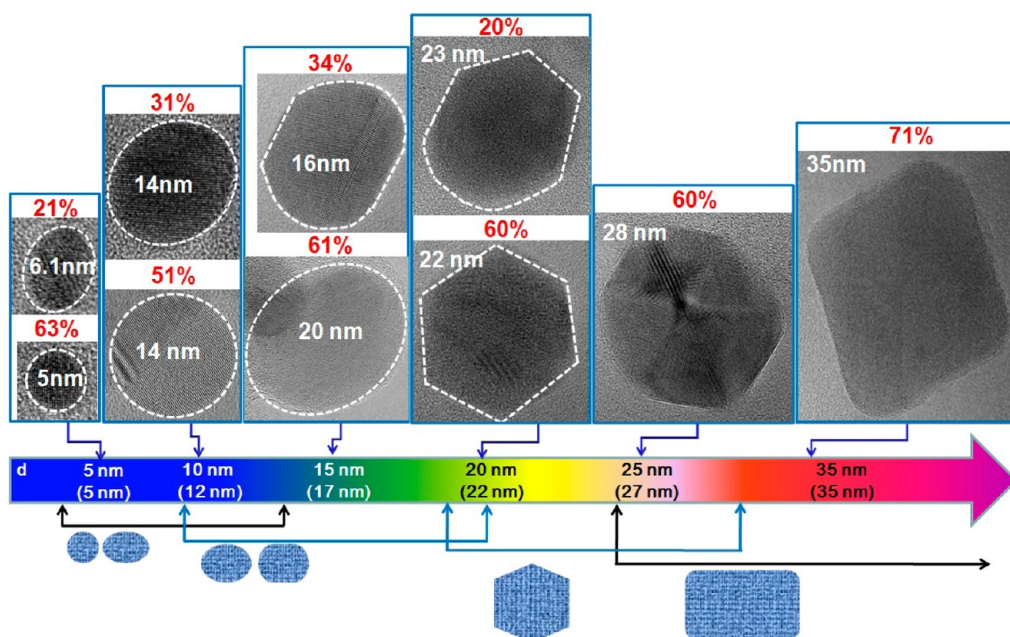 21%
6.1nm
63%
5nm
31%
14nm
51%
14 nm
34%
16nm
61%
20 nm
20%
23 nm
60%
22 nm
60%
28 nm
71%
35nm
d 5 nm 10 nm 15 nm 20 nm 25 nm 35 nm
(5 nm) (12 nm) (17 nm) (22 nm) (27 nm) (35 nm)